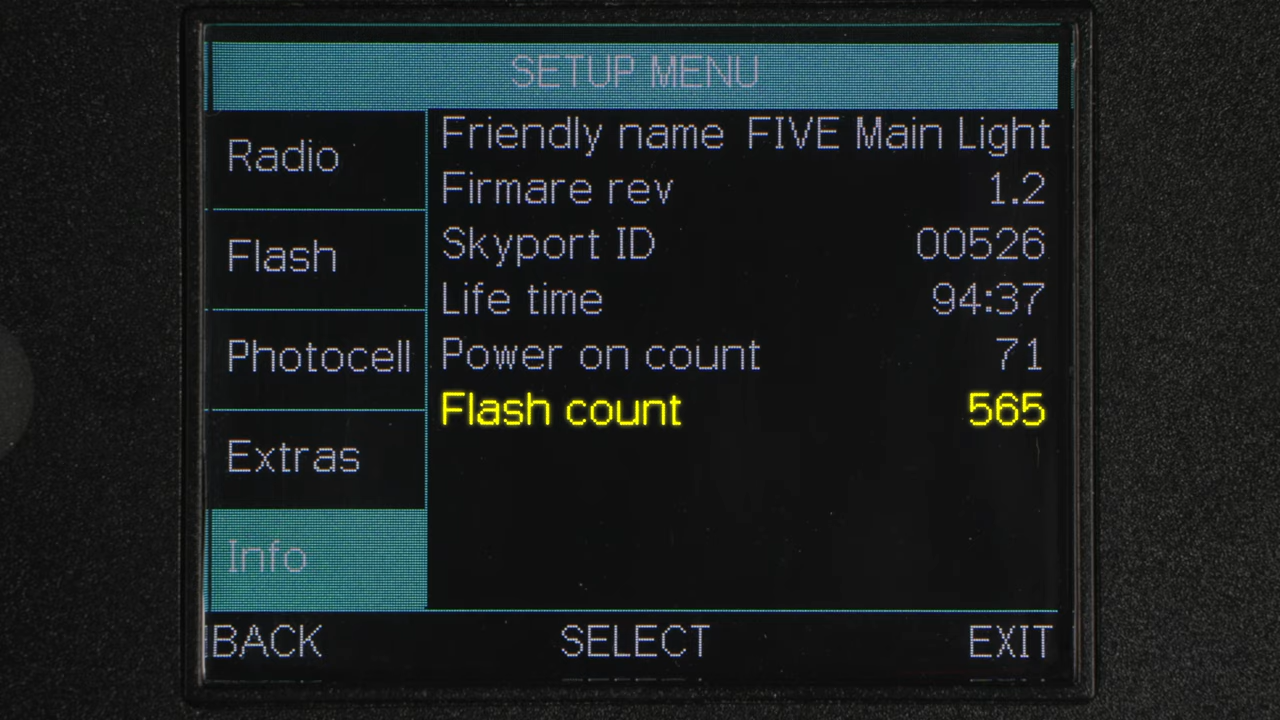 SETUP MENU
Radio
Flash
Photocell
Extras
Info
Friendly name FIVE Main Light
Firmare rev 1.2
Skyport ID 00526
Life time 94:37
Power on count 71
Flash count 565
BACK SELECT EXIT